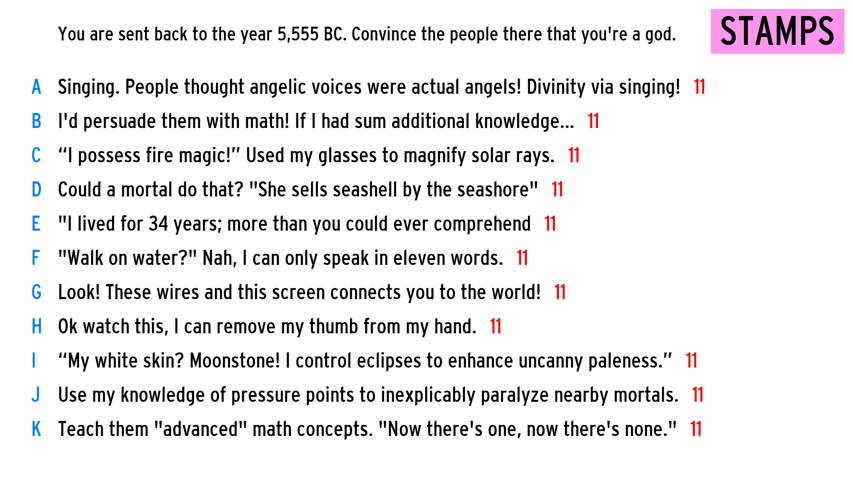 You are sent back to the year 5,555 BC. Convince the people there that you're a god.
STAMPS
A Singing. People thought angelic voices were actual angels! Divinity via singing! 11
B I'd persuade them with math! If I had sum additional knowledge... 11
C “I possess fire magic!” Used my glasses to magnify solar rays. 11
D Could a mortal do that? "She sells seashell by the seashore" 11
E "I lived for 34 years; more than you could ever comprehend 11
F "Walk on water?" Nah, I can only speak in eleven words. 11
G Look! These wires and this screen connects you to the world! 11
H Ok watch this, I can remove my thumb from my hand. 11
I “My white skin? Moonstone! I control eclipses to enhance uncanny paleness.” 11
J Use my knowledge of pressure points to inexplicably paralyze nearby mortals. 11
K Teach them "advanced" math concepts. "Now there's one, now there's none." 11